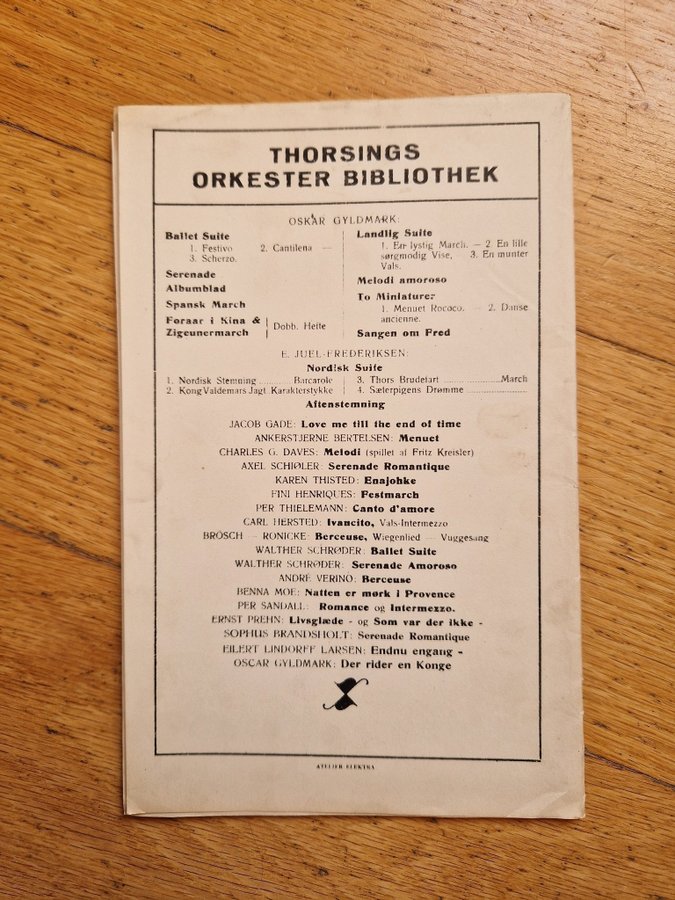 THORSINGS
ORKESTER BIBLIOTHEK
OSKAR GYLDMARK:
Ballet Suite
1. Festivo 2. Cantilena —
3. Scherzo.
Serenade
Albumblad
Spansk March
Foraar i Kina &
Zigeunermarch
Dobb. Hefte
Landlig Suite
1. En lystig March. — 2 En lille
sørgmodig Vise, 3. En munter
Vals.
Melodi amoroso
To Miniaturer
1. Menuet Rococo. — 2. Danse
ancienne.
Sangen om Fred
E. JUEL-FREDERIKSEN:
Nordisk Suite
1. Nordisk Stemning ........ Barcarole
2. Kong Valdemars Jagt Karakterstykke
3. Thors Brudefart ........ March
4. Sæterpigens Drømme ........
Aftenstemning
JACOB GADE: Love me till the end of time
ANKERSTJERNE BERTELSEN: Menuet
CHARLES G. DAVES: Melodi (spillet af Fritz Kreisler)
AXEL SCHIØLER: Serenade Romantique
KAREN THISTED: Enajohke
FINI HENRIQUES: Festmarch
PER THIELEMANN: Canto d'amore
CARL HERSTED: Ivancito, Vals-Intermezzo
BRÖSCH – RONICKE: Berceuse, Wiegenlied — Vuggesang
WALTHER SCHRØDER: Ballet Suite
WALTHER SCHRØDER: Serenade Amoroso
ANDRÉ VERINO: Berceuse
BENNA MOE: Natten er mørk i Provence
PER SANDALL: Romance og Intermezzo.
ERNST PREHN: Livsglæde - og Som var der ikke -
SOPHUS BRANDSHOLT: Serenade Romantique
EILERT LINDORFF LARSEN: Endnu engang -
OSCAR GYLDMARK: Der rider en Konge
ATELIER ELEKTRA